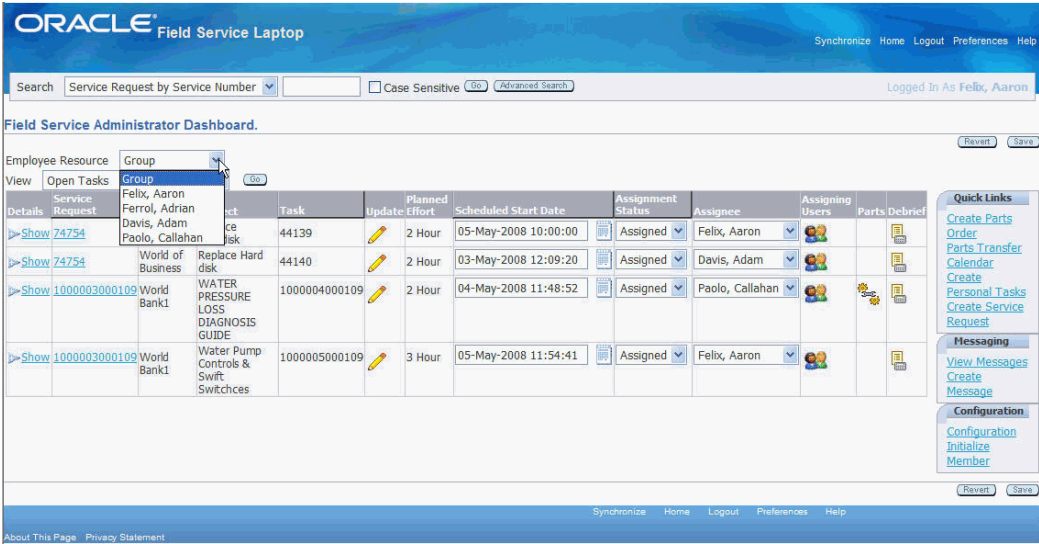 ORACLE Field Service Laptop
Synchronize Home Logout Preferences Help
Search Service Request by Service Number Case Sensitive Go Advanced Search Logged In As Felix, Aaron
Field Service Administrator Dashboard.
Revert Save
Employee Resource Group
View Open Tasks Go
Group
Felix, Aaron
Ferrol, Adrian
Davis, Adam
Paolo, Callahan
Details Service Request Task Update Planned Effort Scheduled Start Date Assignment Status Assignee Assigning Users Parts Debrief
Show 74754 44139 2 Hour 05-May-2008 10:00:00 Assigned Felix, Aaron
Show 74754 World of Business Replace Hard disk 44140 2 Hour 03-May-2008 12:09:20 Assigned Davis, Adam
Show 1000003000109 World Bank1 WATER PRESSURE LOSS DIAGNOSIS GUIDE 1000004000109 2 Hour 04-May-2008 11:48:52 Assigned Paolo, Callahan
Show 1000003000109 World Bank1 Water Pump Controls & Swift Switchces 1000005000109 3 Hour 05-May-2008 11:54:41 Assigned Felix, Aaron
Quick Links
Create Parts
Order
Parts Transfer
Calendar
Create
Personal Tasks
Create Service
Request
Messaging
View Messages
Create
Message
Configuration
Configuration
Initialize
Member
Revert Save
Synchronize Home Logout Preferences Help
About This Page Privacy Statement